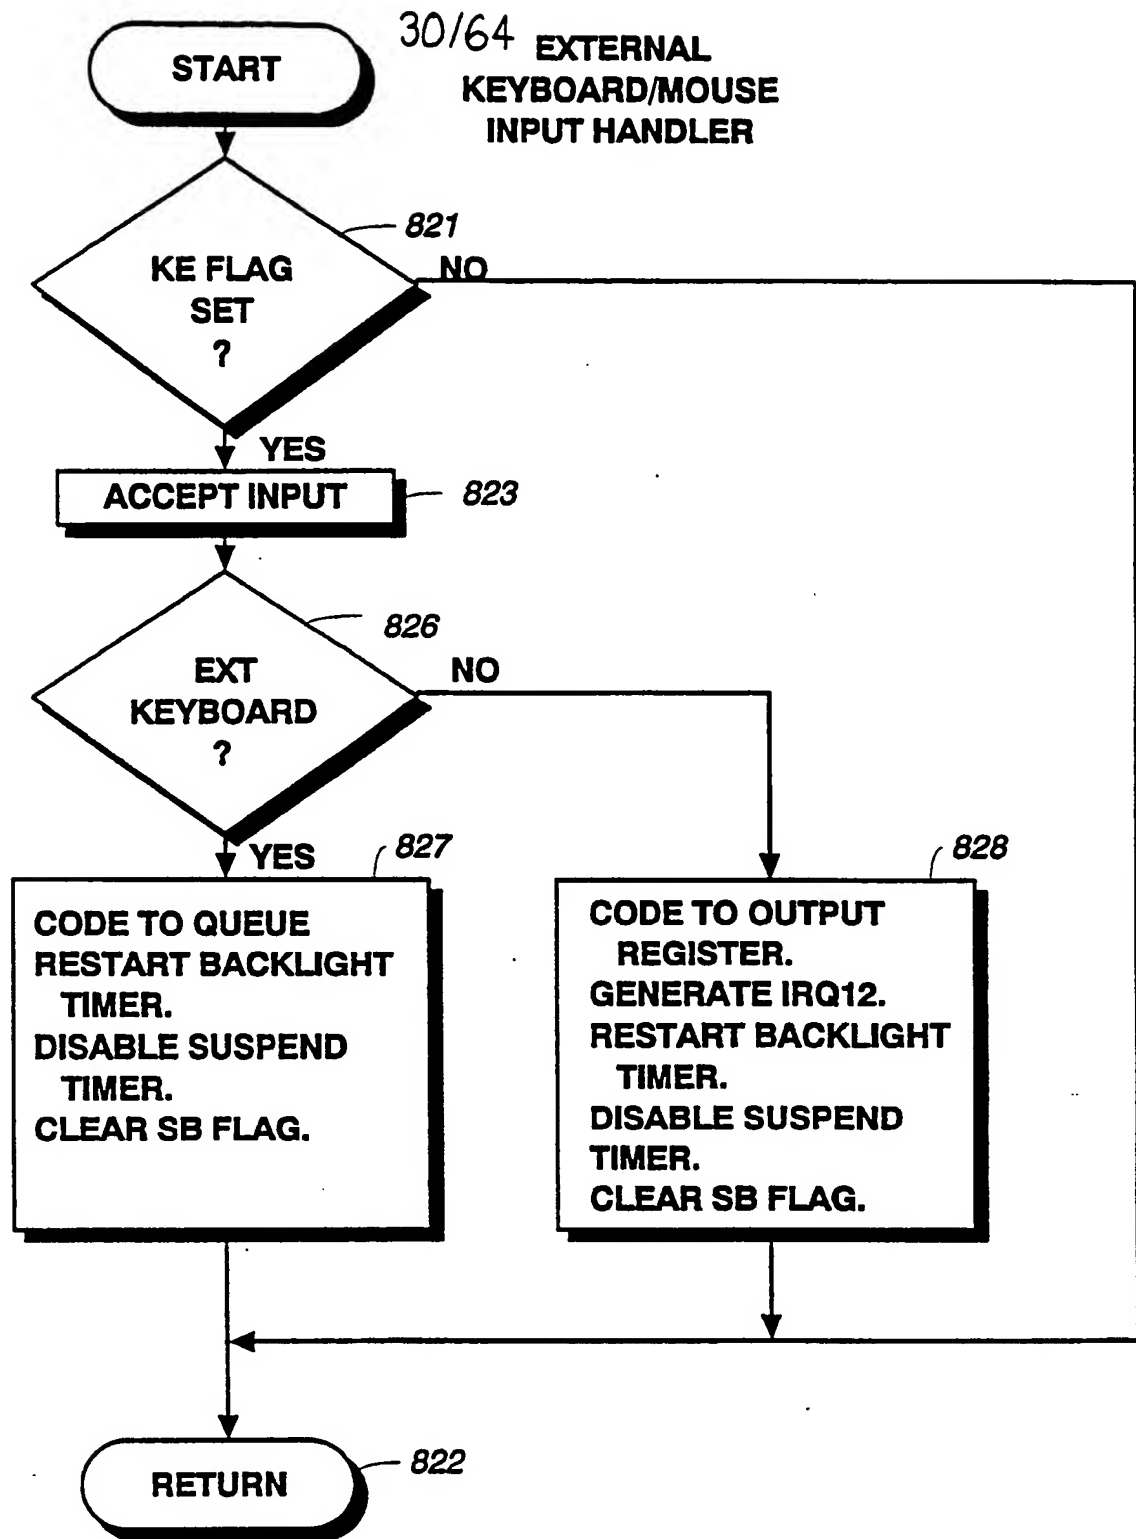 30/64
EXTERNAL
KEYBOARD/MOUSE
INPUT HANDLER
START
821
KE FLAG
SET
?
NO
YES
ACCEPT INPUT
823
826
EXT
KEYBOARD
?
NO
YES
827
CODE TO QUEUE
RESTART BACKLIGHT
TIMER.
DISABLE SUSPEND
TIMER.
CLEAR SB FLAG.
828
CODE TO OUTPUT
REGISTER.
GENERATE IRQ12.
RESTART BACKLIGHT
TIMER.
DISABLE SUSPEND
TIMER.
CLEAR SB FLAG.
RETURN
822